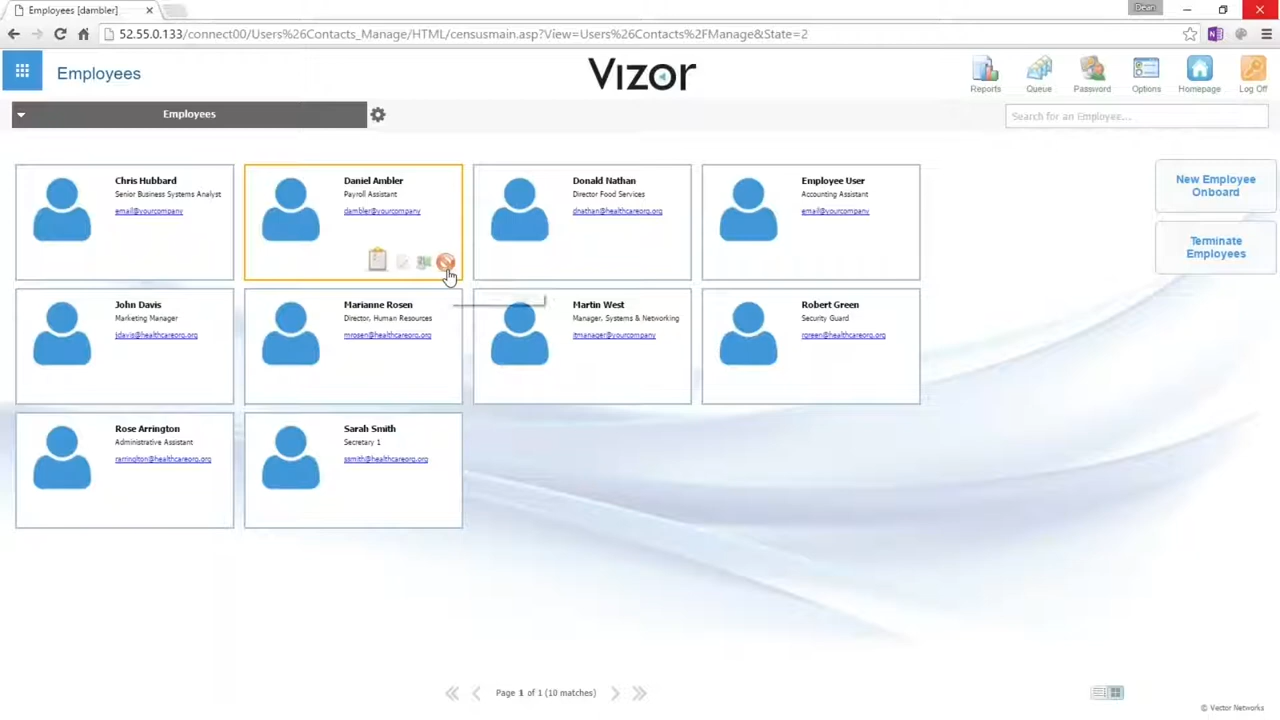 Employees [dambler]
Dean
52.55.0.133/connect00/Users%26Contacts_Manage/HTML/censusmain.asp?View=Users%26Contacts%2FManage&State=2
Employees
VIZOR
Reports
Queue
Password
Options
Homepage
Log Off
Employees
Search for an Employee...
Chris Hubbard
Senior Business Systems Analyst
email@yourcompany
Daniel Ambler
Payroll Assistant
dambler@yourcompany
Donald Nathan
Director Food Services
dnathan@healthcareorg.org
Employee User
Accounting Assistant
email@yourcompany
New Employee
Onboard
Terminate
Employees
John Davis
Marketing Manager
jdavis@healthcareorg.org
Marianne Rosen
Director, Human Resources
mrosen@healthcareorg.org
Martin West
Manager, Systems & Networking
itmanager@yourcompany
Robert Green
Security Guard
rgreen@healthcareorg.org
Rose Arrington
Administrative Assistant
rarrington@healthcareorg.org
Sarah Smith
Secretary 1
ssmith@healthcareorg.org
Page 1 of 1 (10 matches)
© Vector Networks